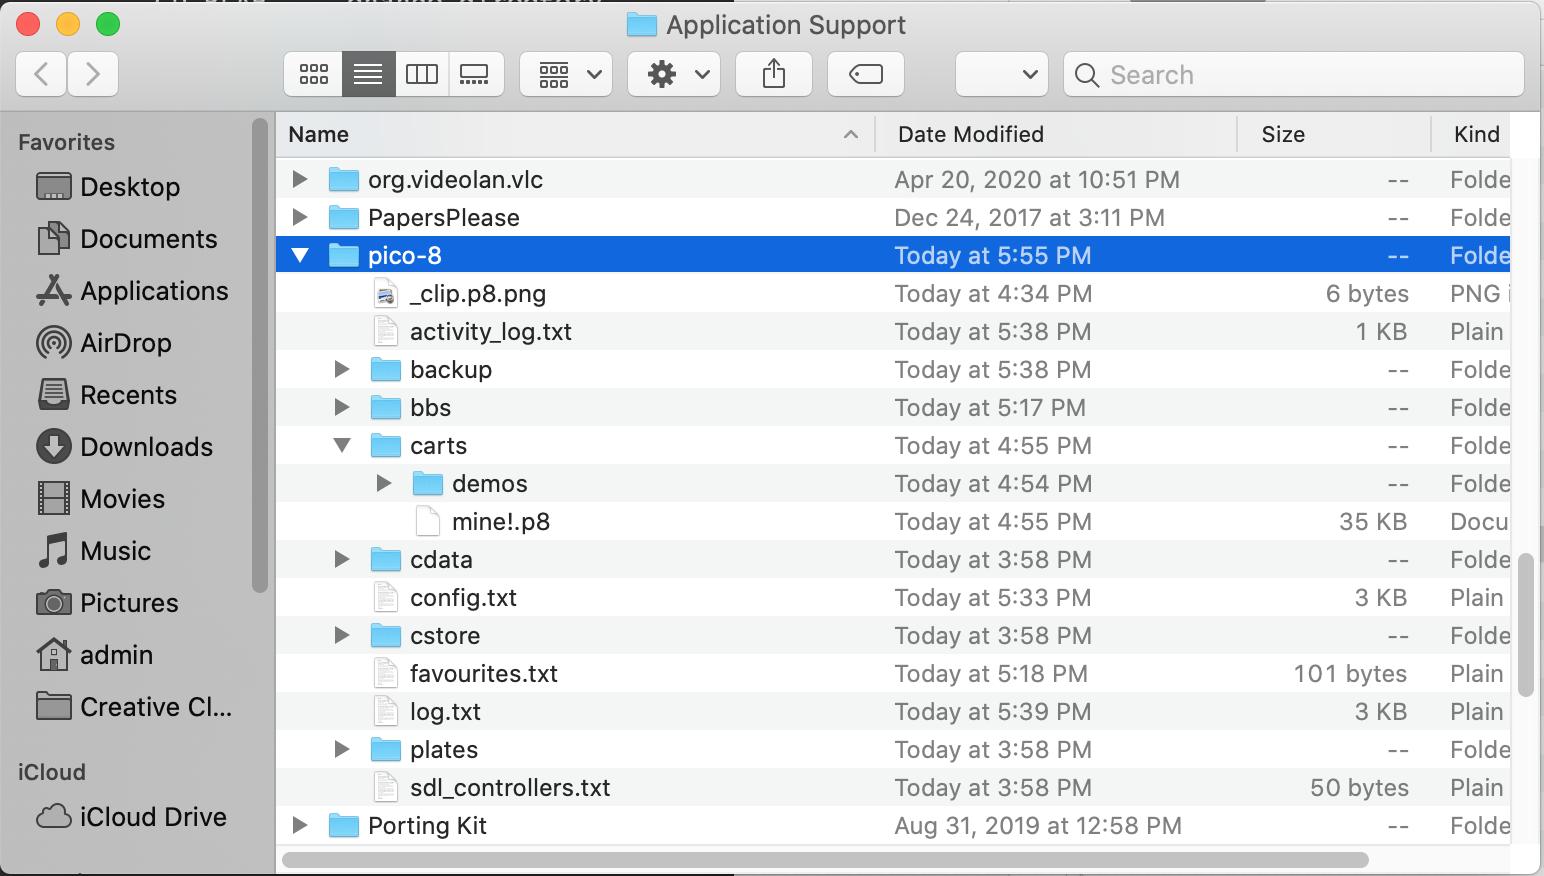 Application Support
Search
Favorites
Desktop
Documents
Applications
AirDrop
Recents
Downloads
Movies
Music
Pictures
admin
Creative Cl...
iCloud
iCloud Drive
Name Date Modified Size Kind
org.videolan.vlc Apr 20, 2020 at 10:51 PM -- Folde
PapersPlease Dec 24, 2017 at 3:11 PM -- Folde
pico-8 Today at 5:55 PM -- Folde
_clip.p8.png Today at 4:34 PM 6 bytes PNG i
activity_log.txt Today at 5:38 PM 1 KB Plain
backup Today at 5:38 PM -- Folde
bbs Today at 5:17 PM -- Folde
carts Today at 4:55 PM -- Folde
demos Today at 4:54 PM -- Folde
mine!.p8 Today at 4:55 PM 35 KB Docu
cdata Today at 3:58 PM -- Folde
config.txt Today at 5:33 PM 3 KB Plain
cstore Today at 3:58 PM -- Folde
favourites.txt Today at 5:18 PM 101 bytes Plain
log.txt Today at 5:39 PM 3 KB Plain
plates Today at 3:58 PM -- Folde
sdl_controllers.txt Today at 3:58 PM 50 bytes Plain
Porting Kit Aug 31, 2019 at 12:58 PM -- Folde